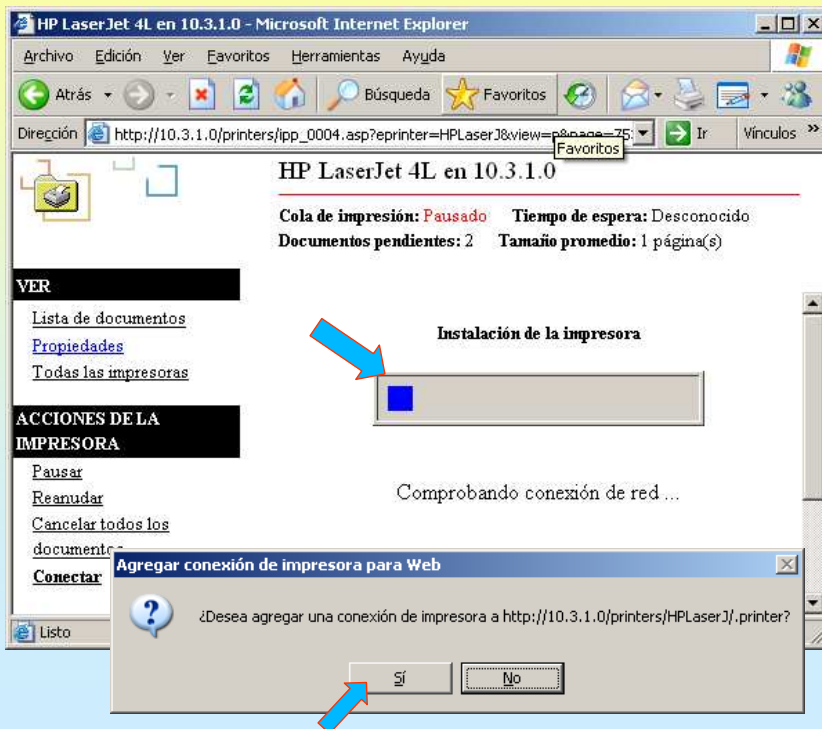 HP LaserJet 4L en 10.3.1.0 - Microsoft Internet Explorer
Archivo Edición Ver Favoritos Herramientas Ayuda
Atrás Búsqueda Favoritos
Dirección http://10.3.1.0/printers/ipp_0004.asp?eprinter=HPLaserJ&view=p&page=75 Ir Vínculos »
Favoritos
HP LaserJet 4L en 10.3.1.0
Cola de impresión: Pausado Tiempo de espera: Desconocido
Documentos pendientes: 2 Tamaño promedio: 1 página(s)
VER
Lista de documentos
Propiedades
Todas las impresoras
ACCIONES DE LA
IMPRESORA
Pausar
Reanudar
Cancelar todos los
documentos
Conectar
Instalación de la impresora
Comprobando conexión de red ...
Listo
Agregar conexión de impresora para Web
¿Desea agregar una conexión de impresora a http://10.3.1.0/printers/HPLaserJ/.printer?
Sí No